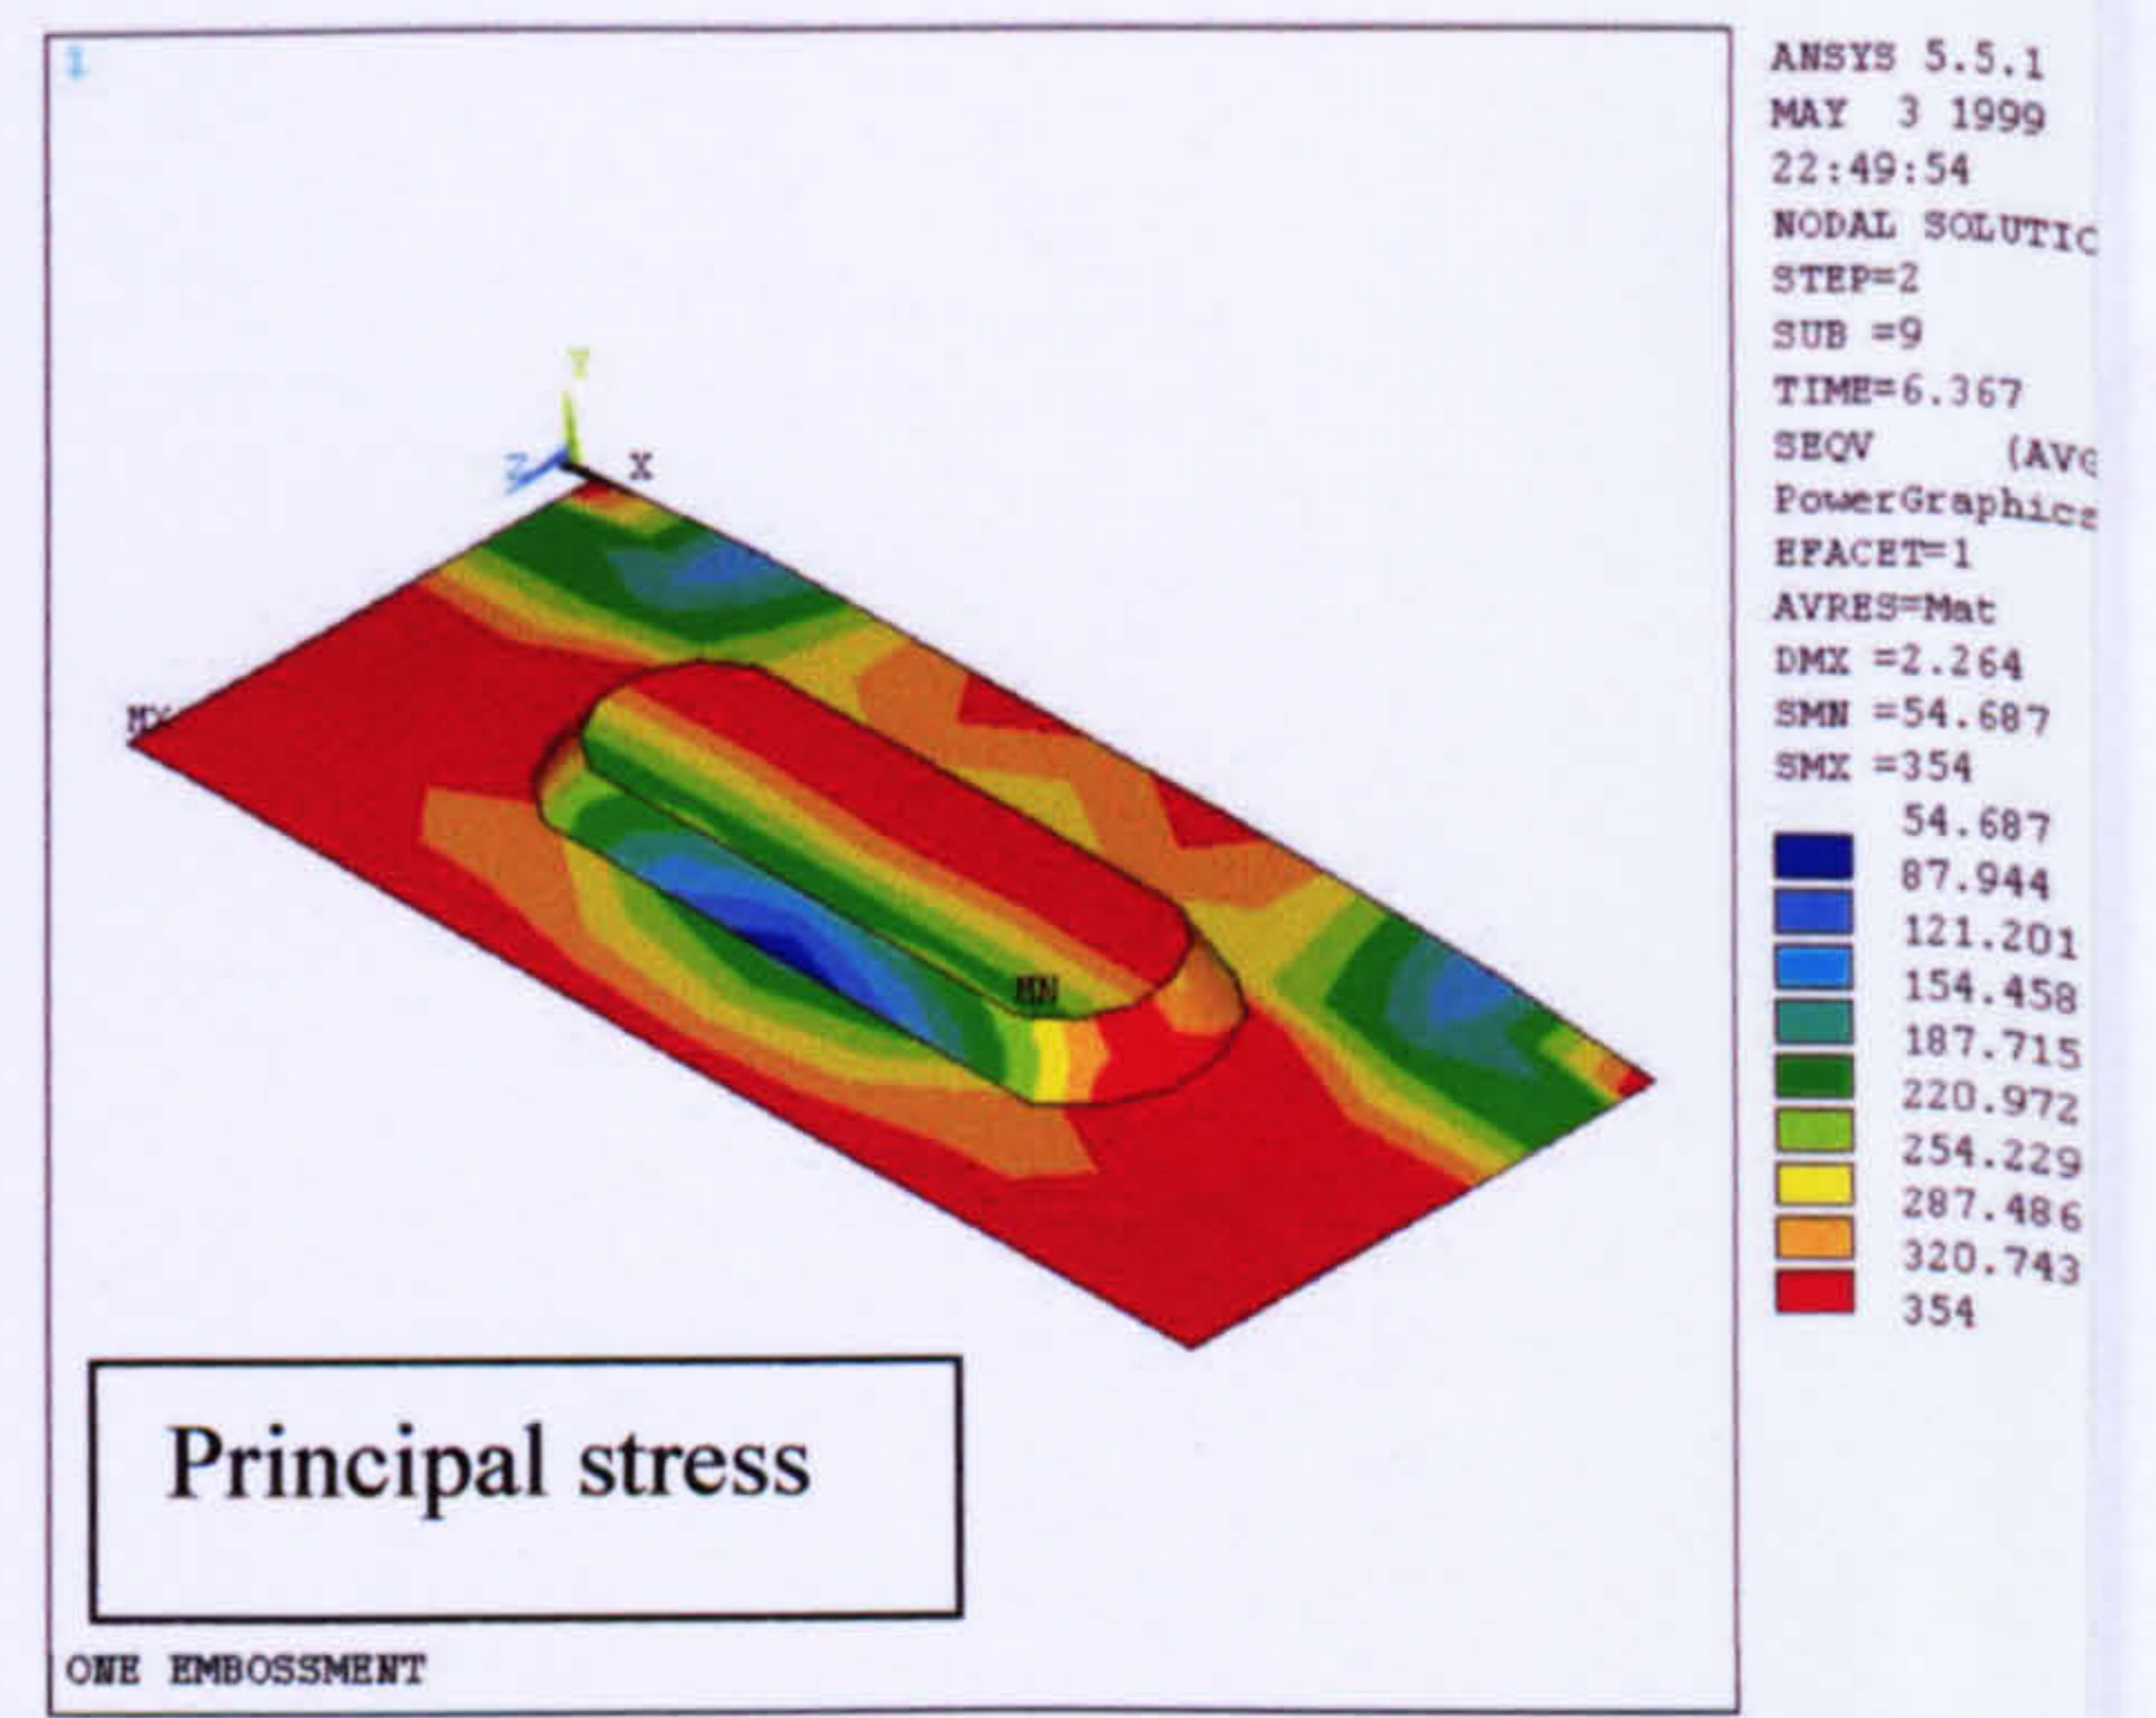 1
ANSYS 5.5.1
MAY 3 1999
22:49:54
NODAL SOLUTIO
STEP=2
SUB =9
TIME=6.367
SEQV (AVG
PowerGraphics
EFACET=1
AVRES=Mat
DMX =2.264
SMN =54.687
SMX =354
54.687
87.944
121.201
154.458
187.715
220.972
254.229
287.486
320.743
354
Y
Z X
MX
MN
Principal stress
ONE EMBOSSMENT